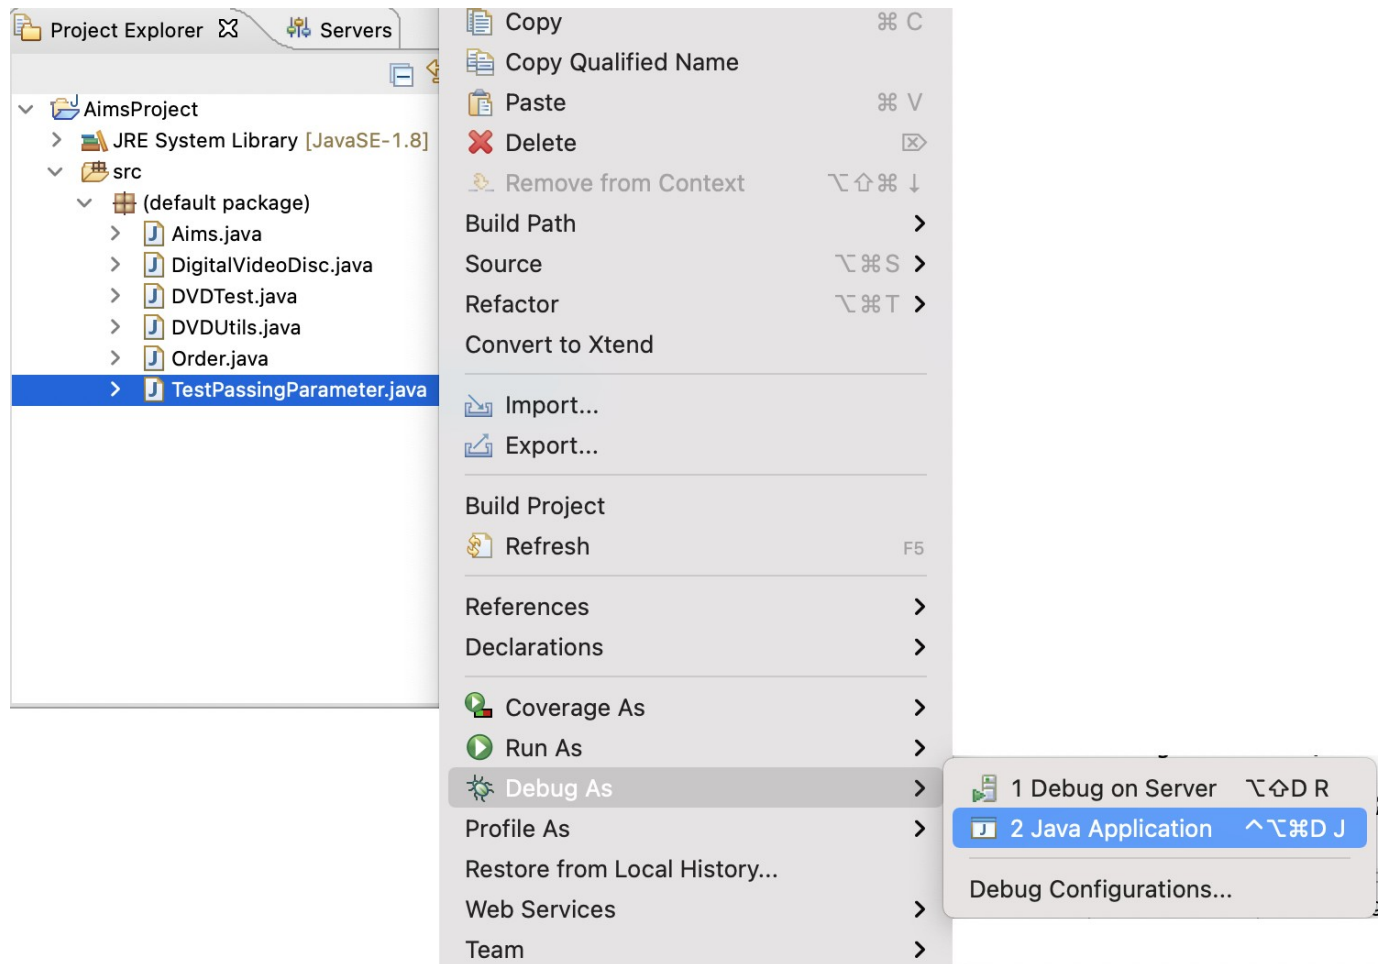 Project Explorer
Servers
AimsProject
JRE System Library [JavaSE-1.8]
src
(default package)
Aims.java
DigitalVideoDisc.java
DVDTest.java
DVDUtils.java
Order.java
TestPassingParameter.java
Copy ⌘ C
Copy Qualified Name
Paste ⌘ V
Delete ⌦
Remove from Context ⌥⇧⌘ ↓
Build Path
Source ⌥⌘S
Refactor ⌥⌘T
Convert to Xtend
Import...
Export...
Build Project
Refresh F5
References
Declarations
Coverage As
Run As
Debug As
Profile As
Restore from Local History...
Web Services
Team
1 Debug on Server ⌥⇧D R
2 Java Application ^⌥⌘D J
Debug Configurations...